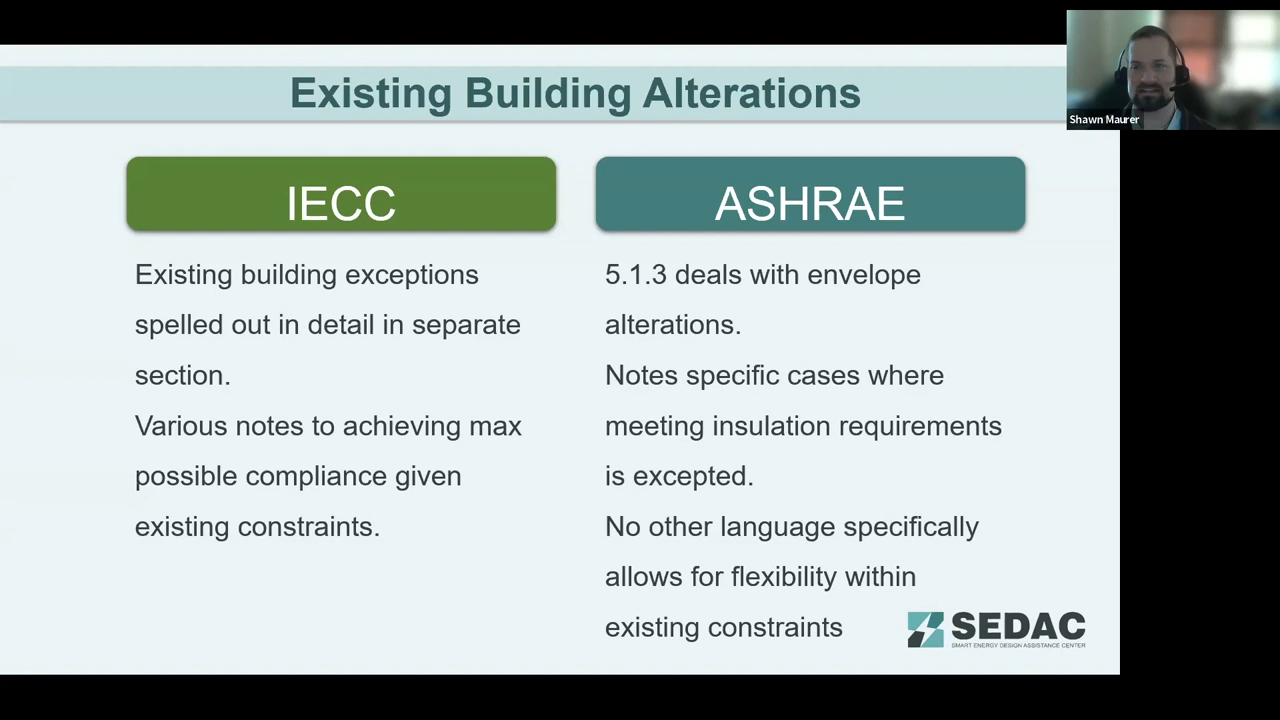 Existing Building Alterations
Shawn Maurer
IECC
Existing building exceptions
spelled out in detail in separate
section.
Various notes to achieving max
possible compliance given
existing constraints.
ASHRAE
5.1.3 deals with envelope
alterations.
Notes specific cases where
meeting insulation requirements
is excepted.
No other language specifically
allows for flexibility within
existing constraints
SEDAC
SMART ENERGY DESIGN ASSISTANCE CENTER